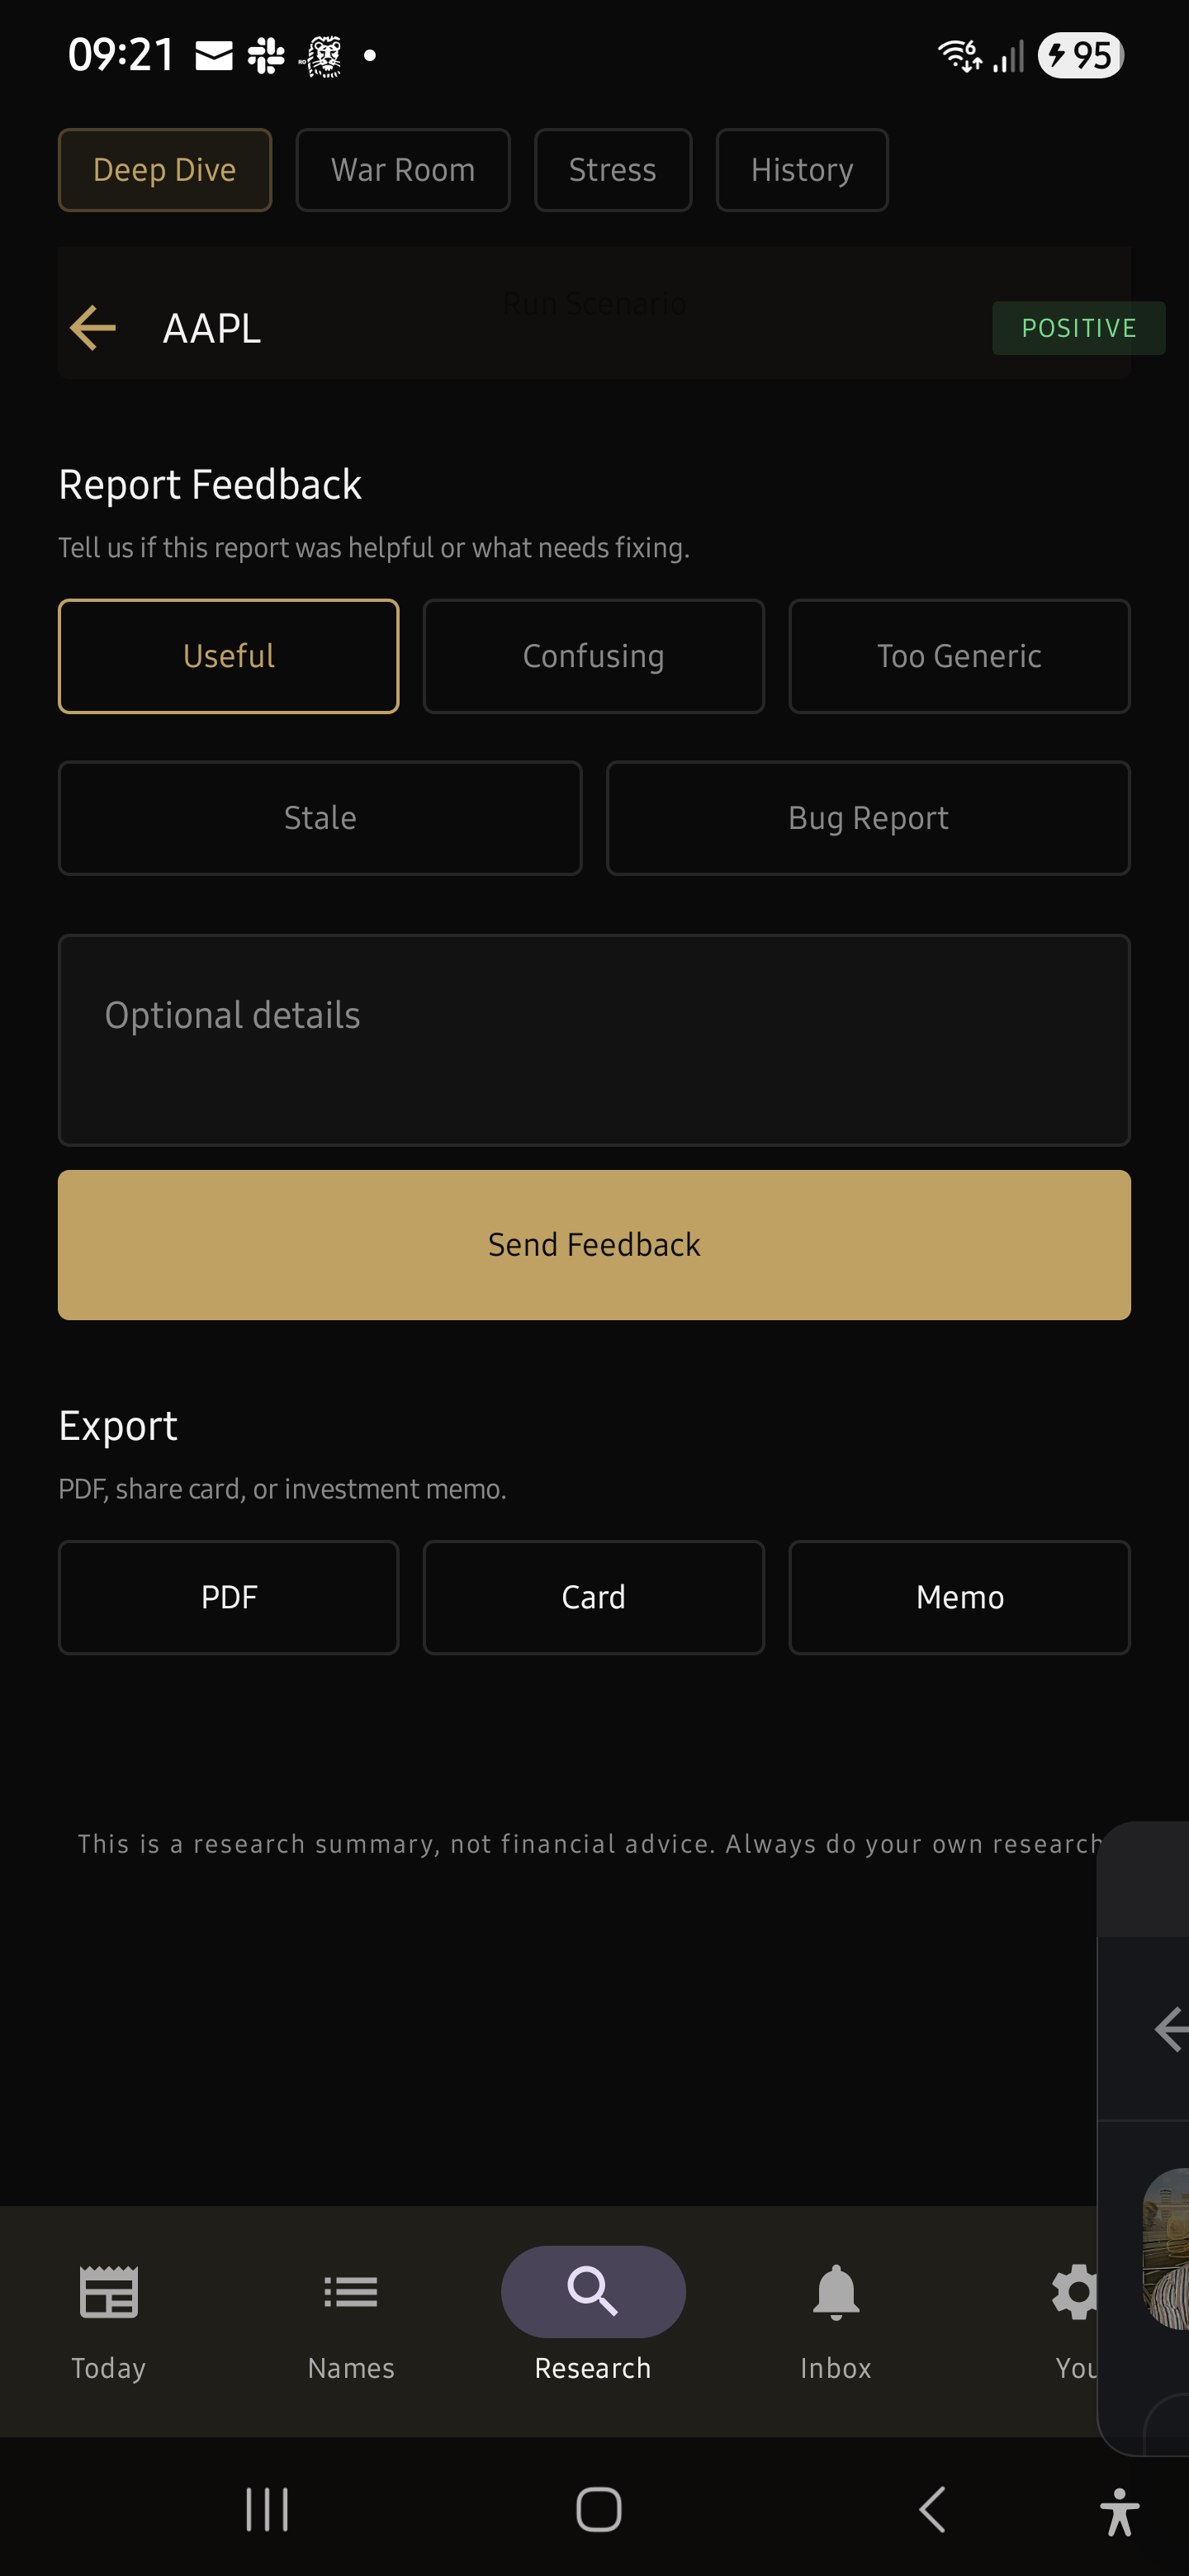 09:21
6
95
Deep Dive
War Room
Stress
History
Run Scenario
AAPL
POSITIVE
Report Feedback
Tell us if this report was helpful or what needs fixing.
Useful
Confusing
Too Generic
Stale
Bug Report
Optional details
Send Feedback
Export
PDF, share card, or investment memo.
PDF
Card
Memo
This is a research summary, not financial advice. Always do your own research
Today
Names
Research
Inbox
You